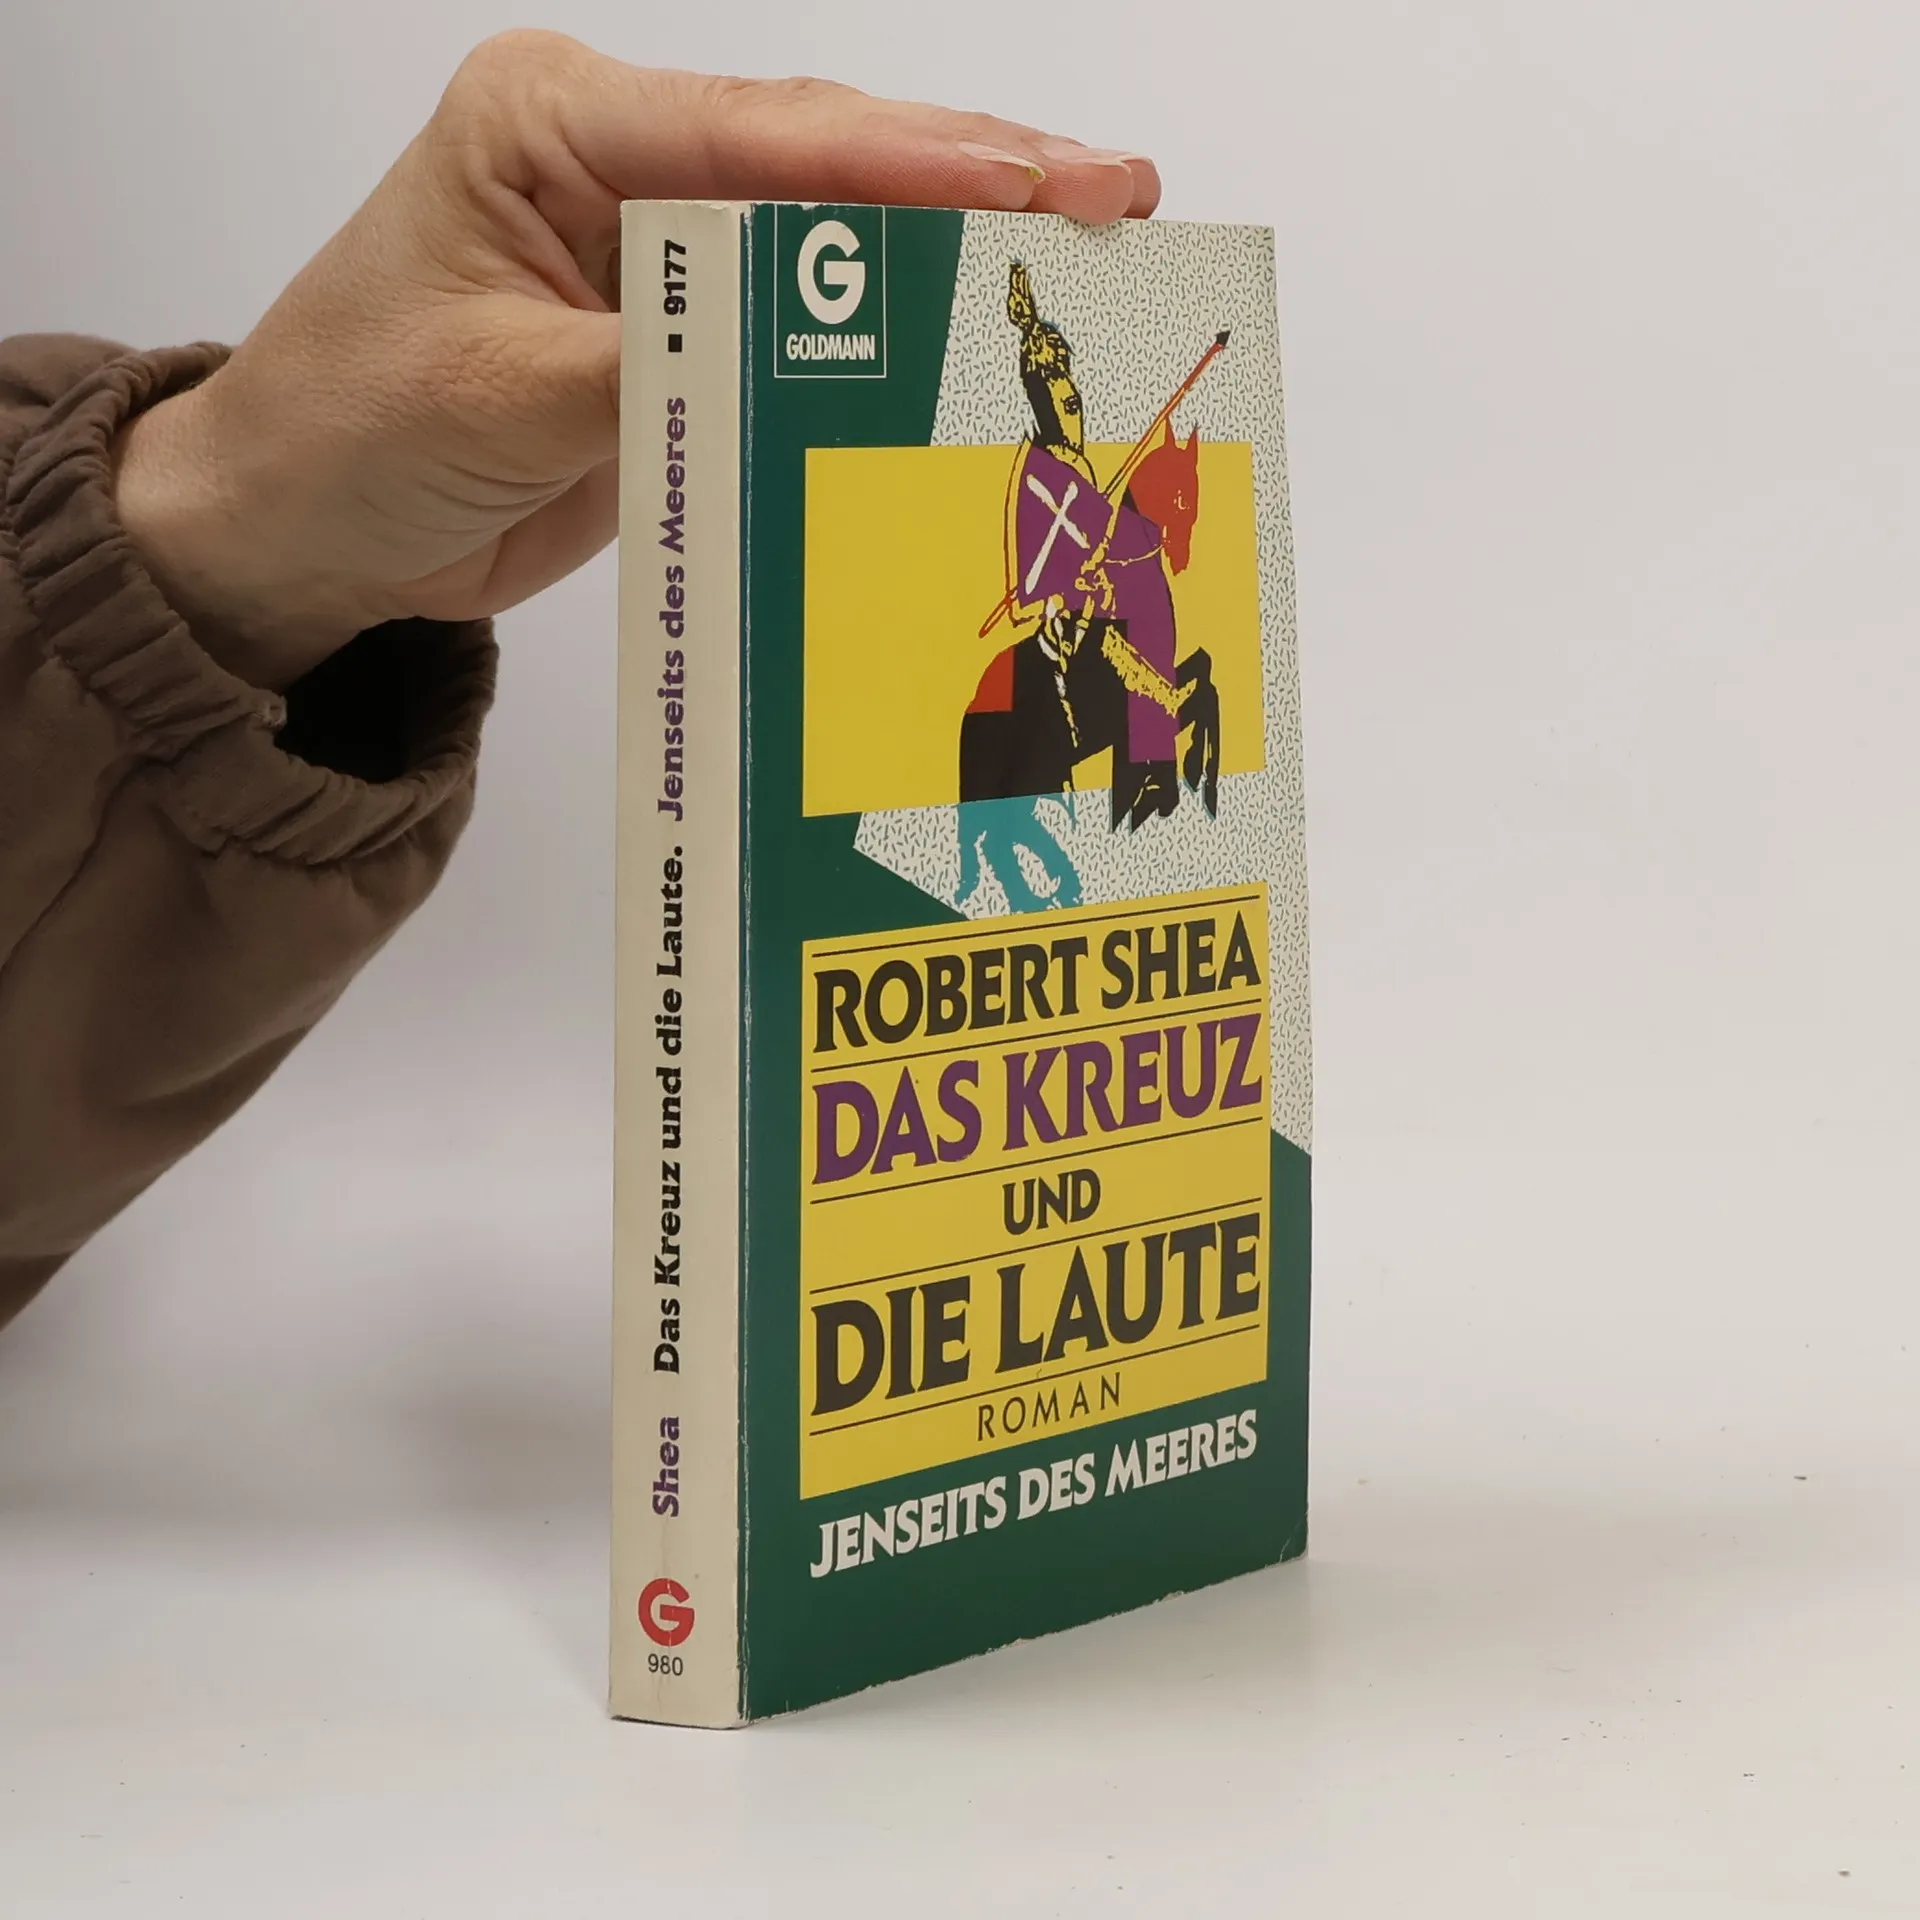 Shea Das Kreuz und die Laute. Jenseits des Meeres ■ 9177
G
980
G
GOLDMANN
ROBERT SHEA
DAS KREUZ
UND
DIE LAUTE
ROMAN
JENSEITS DES MEERES